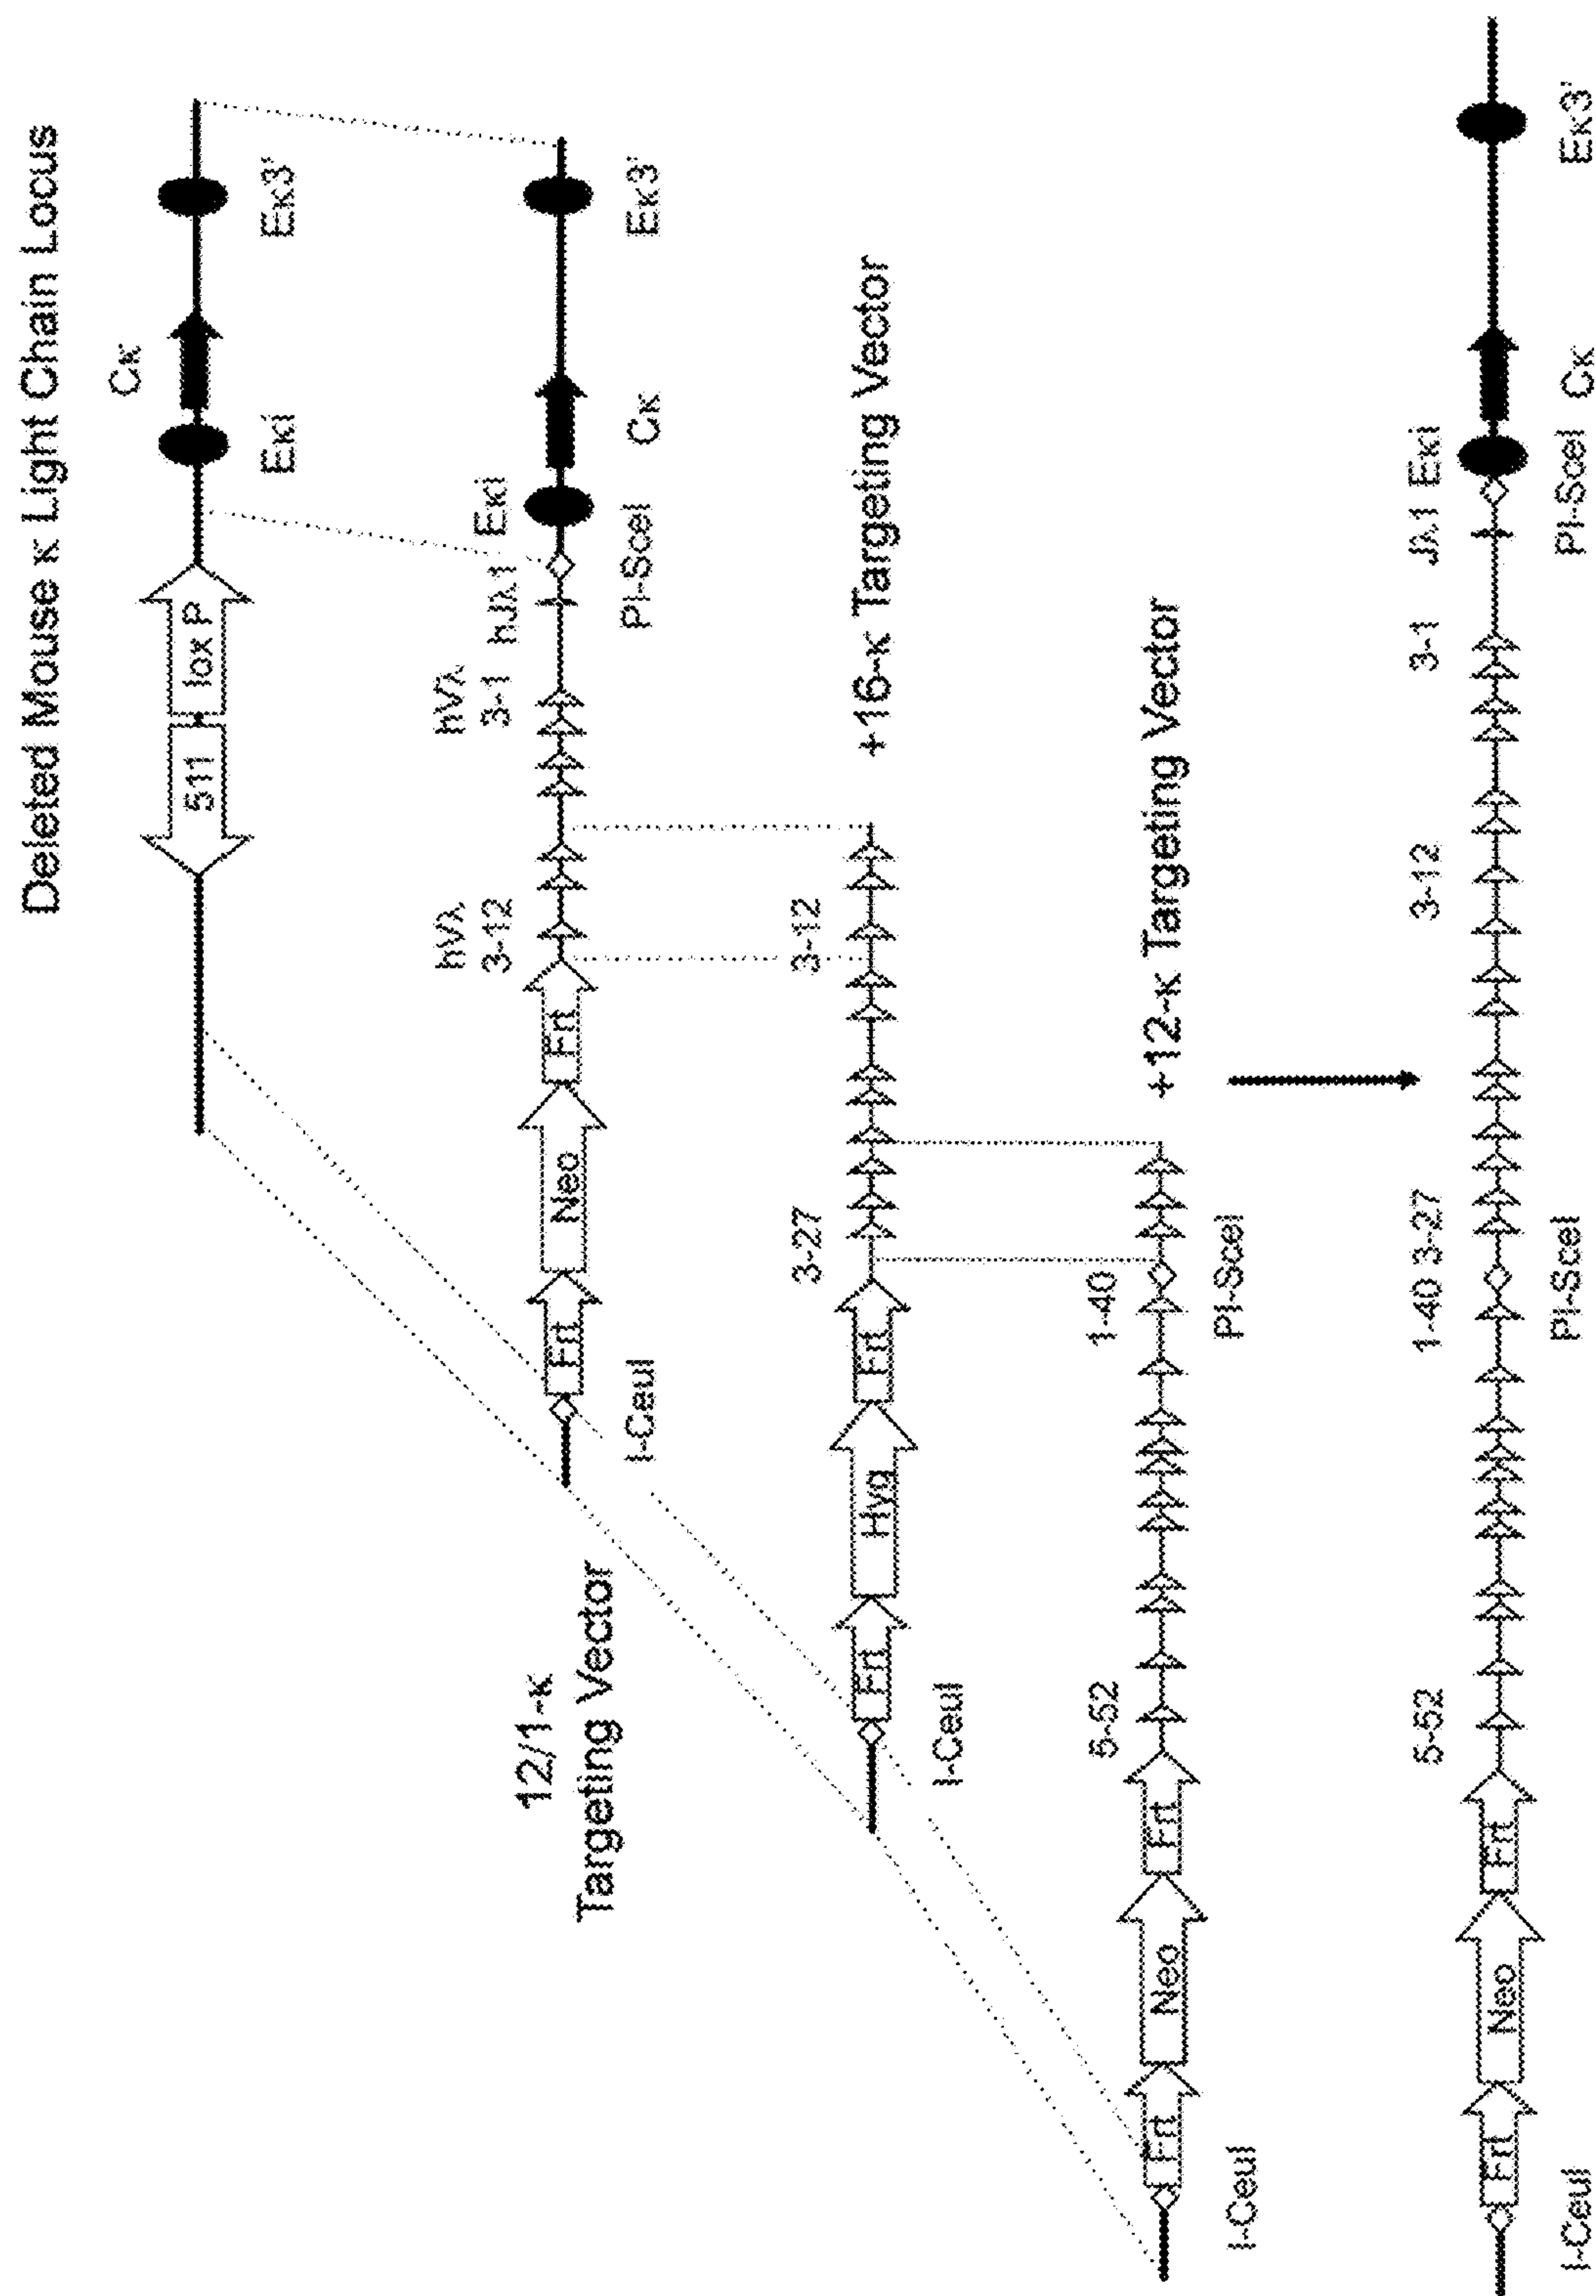 Deleted Mouse κ Light Chain Locus
511
lox P
Eκi
Cκ
Eκ3'
12/1-κ
Targeting Vector
I-CeuI
Frt
Neo
Frt
hVλ
3-12
hVλ
3-1
hJλ1
Eκi
PI-SceI
Cκ
Eκ3'
+16-κ Targeting Vector
I-CeuI
Frt
Hyg
Frt
3-27
3-12
+12-κ Targeting Vector
I-CeuI
Frt
Neo
Frt
5-52
1-40
PI-SceI
I-CeuI
Frt
Neo
Frt
5-52
1-40 3-27
PI-SceI
3-12
3-1
Jλ1 Eκi
PI-SceI
Cκ
Eκ3'